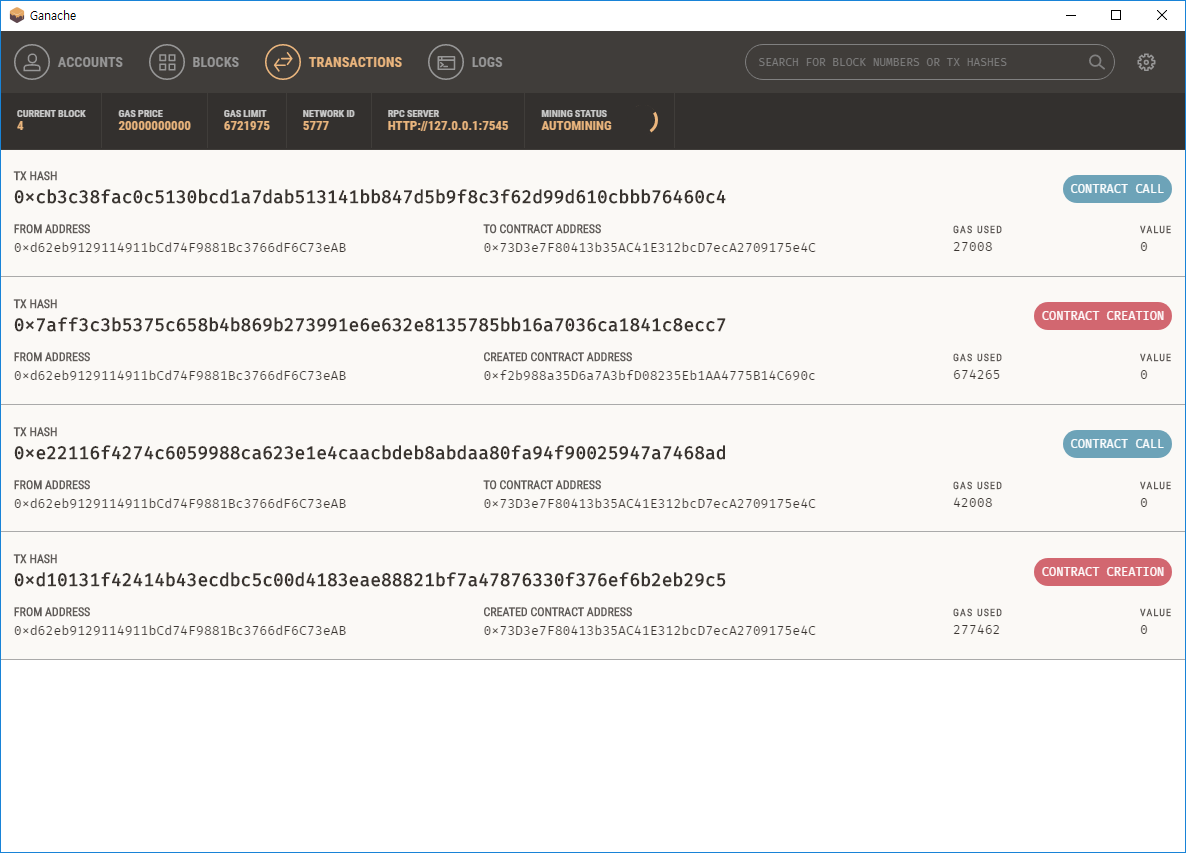 Ganache
ACCOUNTS BLOCKS TRANSACTIONS LOGS SEARCH FOR BLOCK NUMBERS OR TX HASHES
CURRENT BLOCK GAS PRICE GAS LIMIT NETWORK ID RPC SERVER MINING STATUS
4 20000000000 6721975 5777 HTTP://127.0.0.1:7545 AUTOMINING
TX HASH
0×cb3c38fac0c5130bcd1a7dab513141bb847d5b9f8c3f62d99d610cbbb76460c4 CONTRACT CALL
FROM ADDRESS TO CONTRACT ADDRESS GAS USED VALUE
0×d62eb9129114911bCd74F9881Bc3766dF6C73eAB 0×73D3e7F80413b35AC41E312bcD7ecA2709175e4C 27008 0
TX HASH
0×7aff3c3b5375c658b4b869b273991e6e632e8135785bb16a7036ca1841c8ecc7 CONTRACT CREATION
FROM ADDRESS CREATED CONTRACT ADDRESS GAS USED VALUE
0×d62eb9129114911bCd74F9881Bc3766dF6C73eAB 0×f2b988a35D6a7A3bfD08235Eb1AA4775B14C690c 674265 0
TX HASH
0×e22116f4274c6059988ca623e1e4caacbdeb8abdaa80fa94f90025947a7468ad CONTRACT CALL
FROM ADDRESS TO CONTRACT ADDRESS GAS USED VALUE
0×d62eb9129114911bCd74F9881Bc3766dF6C73eAB 0×73D3e7F80413b35AC41E312bcD7ecA2709175e4C 42008 0
TX HASH
0×d10131f42414b43ecdbc5c00d4183eae88821bf7a47876330f376ef6b2eb29c5 CONTRACT CREATION
FROM ADDRESS CREATED CONTRACT ADDRESS GAS USED VALUE
0×d62eb9129114911bCd74F9881Bc3766dF6C73eAB 0×73D3e7F80413b35AC41E312bcD7ecA2709175e4C 277462 0